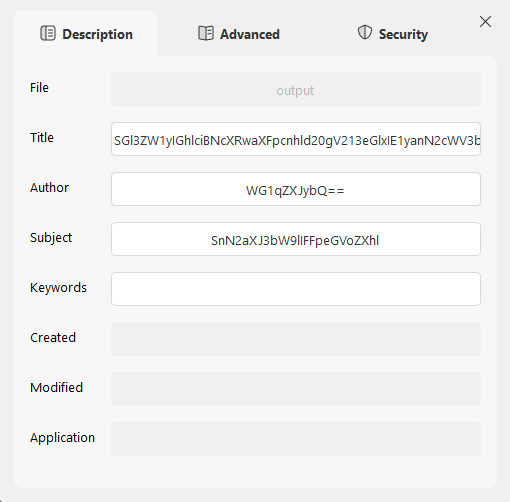 Description
Advanced
Security
File
output
Title
SGl3ZW1yIGhlciBNcXRwaXFpcnhld20gV213eGlxIE1yanN2cWV3b
Author
WG1qZXJybQ==
Subject
SnN2aXJ3bW9lIFFpeGVoZXhl
Keywords
Created
Modified
Application